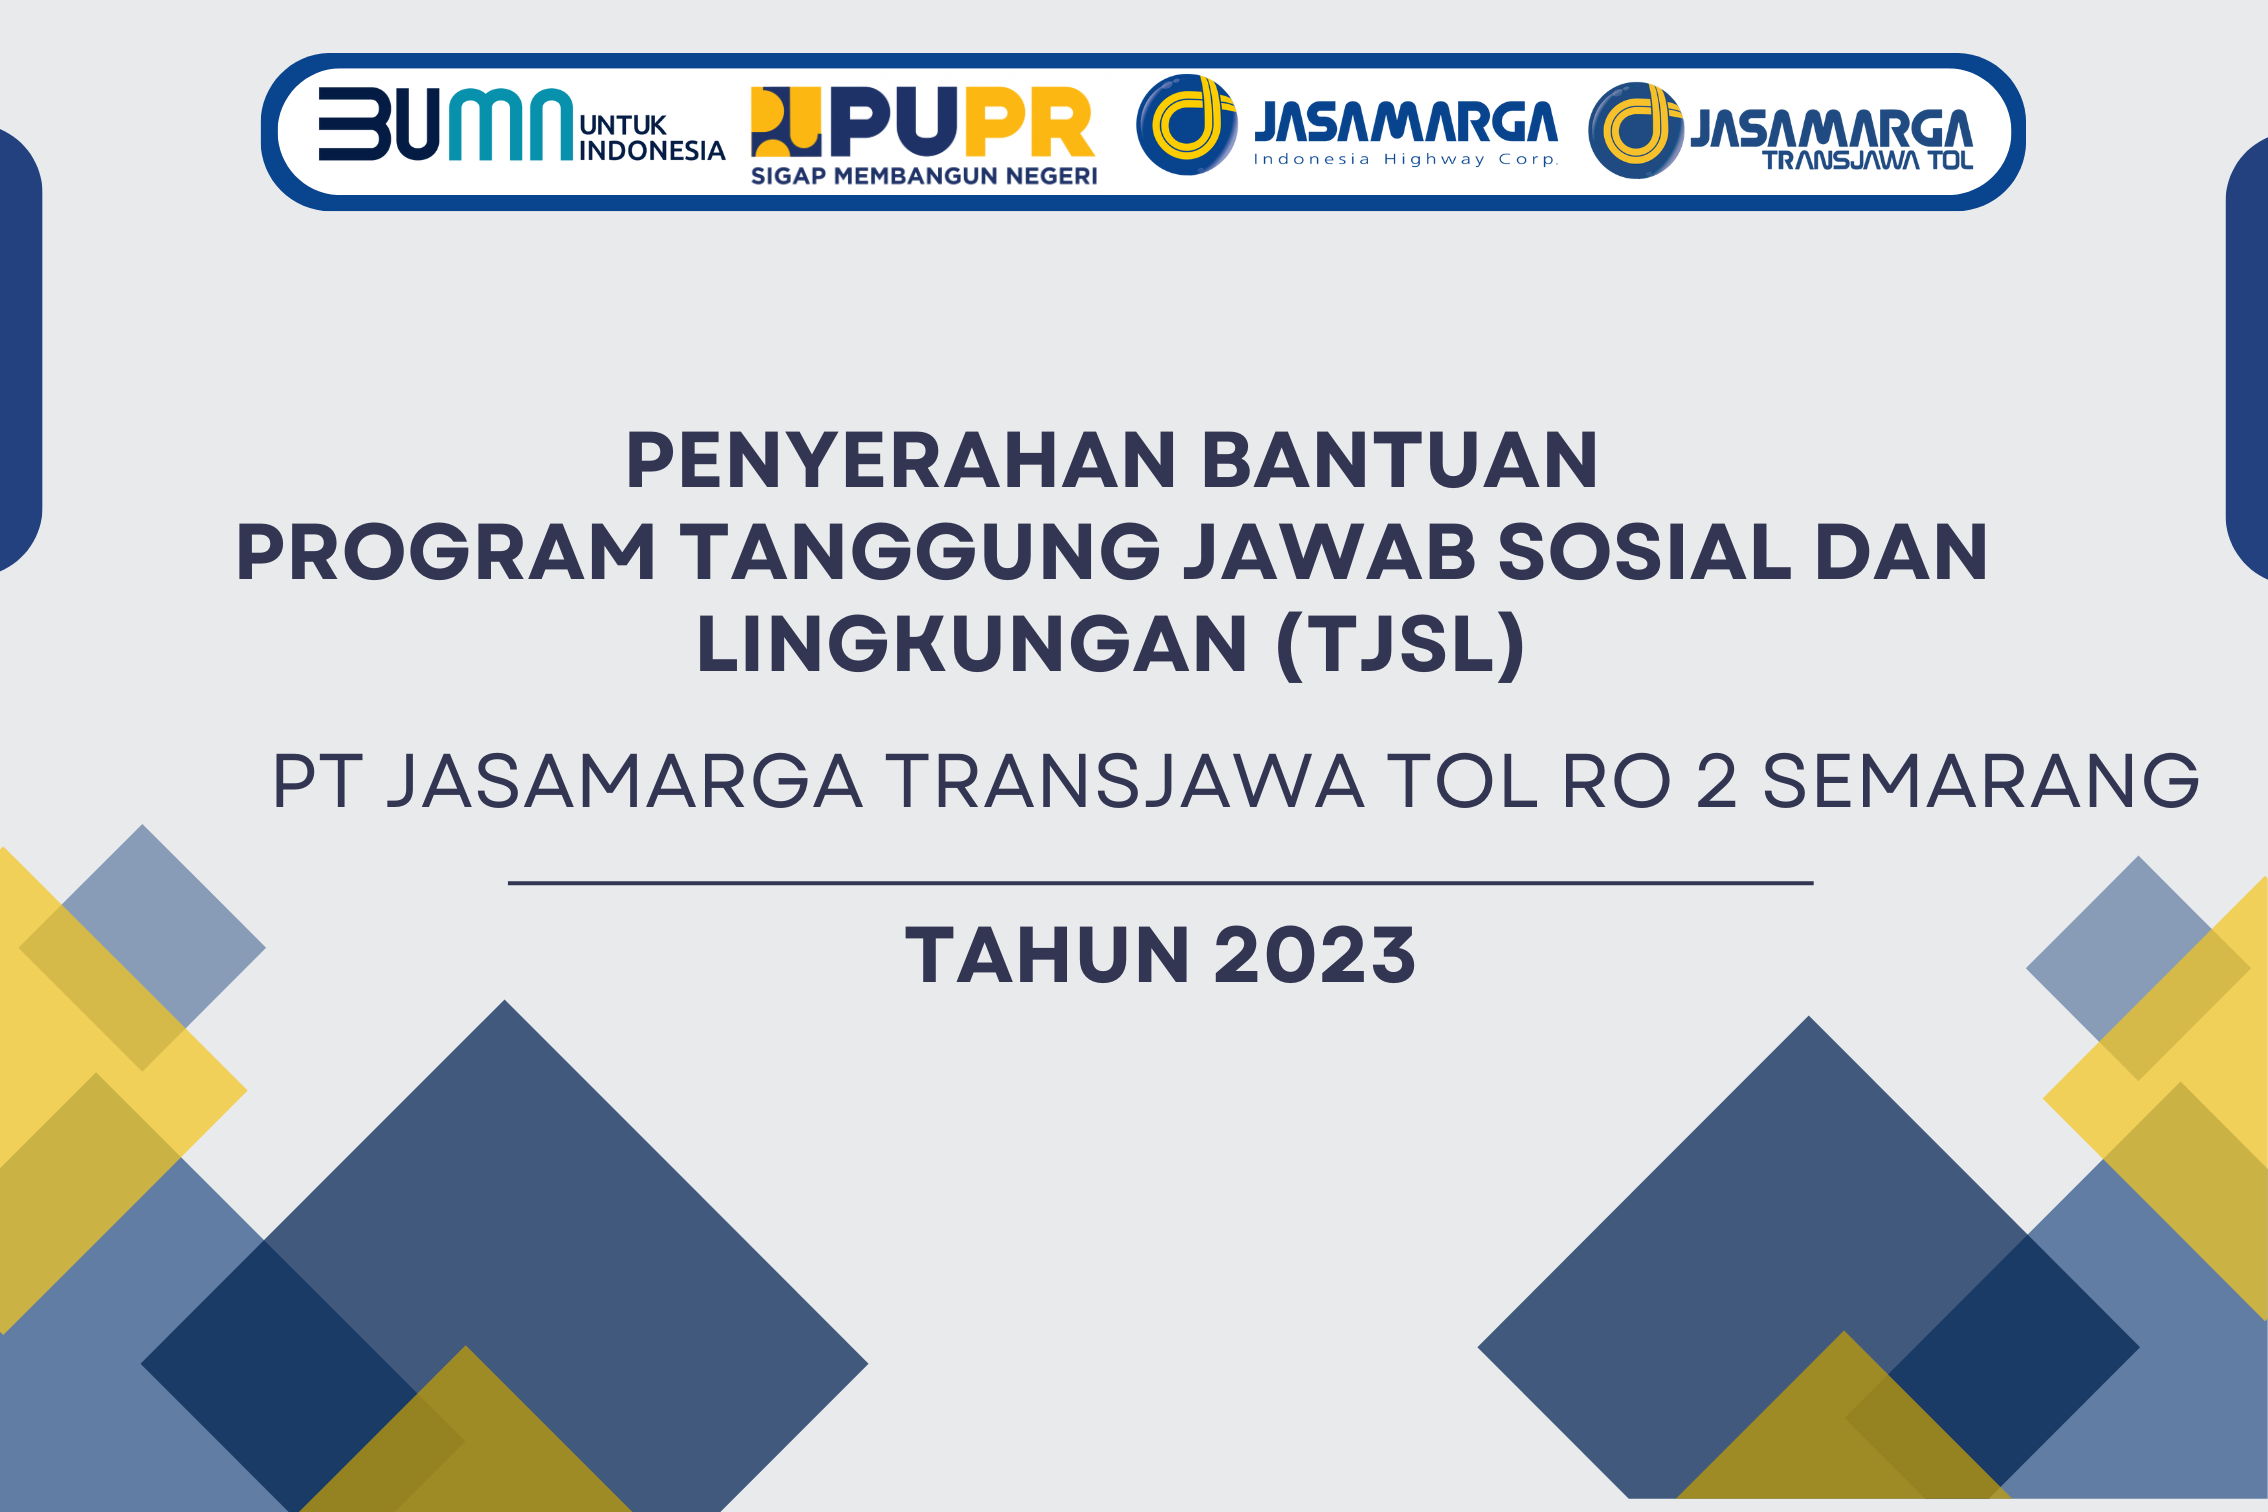 BUMN UNTUK INDONESIA
PUPR
SIGAP MEMBANGUN NEGERI
JASAMARGA
Indonesia Highway Corp.
JASAMARGA
TRANSJAWA TOL
PENYERAHAN BANTUAN
PROGRAM TANGGUNG JAWAB SOSIAL DAN
LINGKUNGAN (TJSL)
PT JASAMARGA TRANSJAWA TOL RO 2 SEMARANG
TAHUN 2023